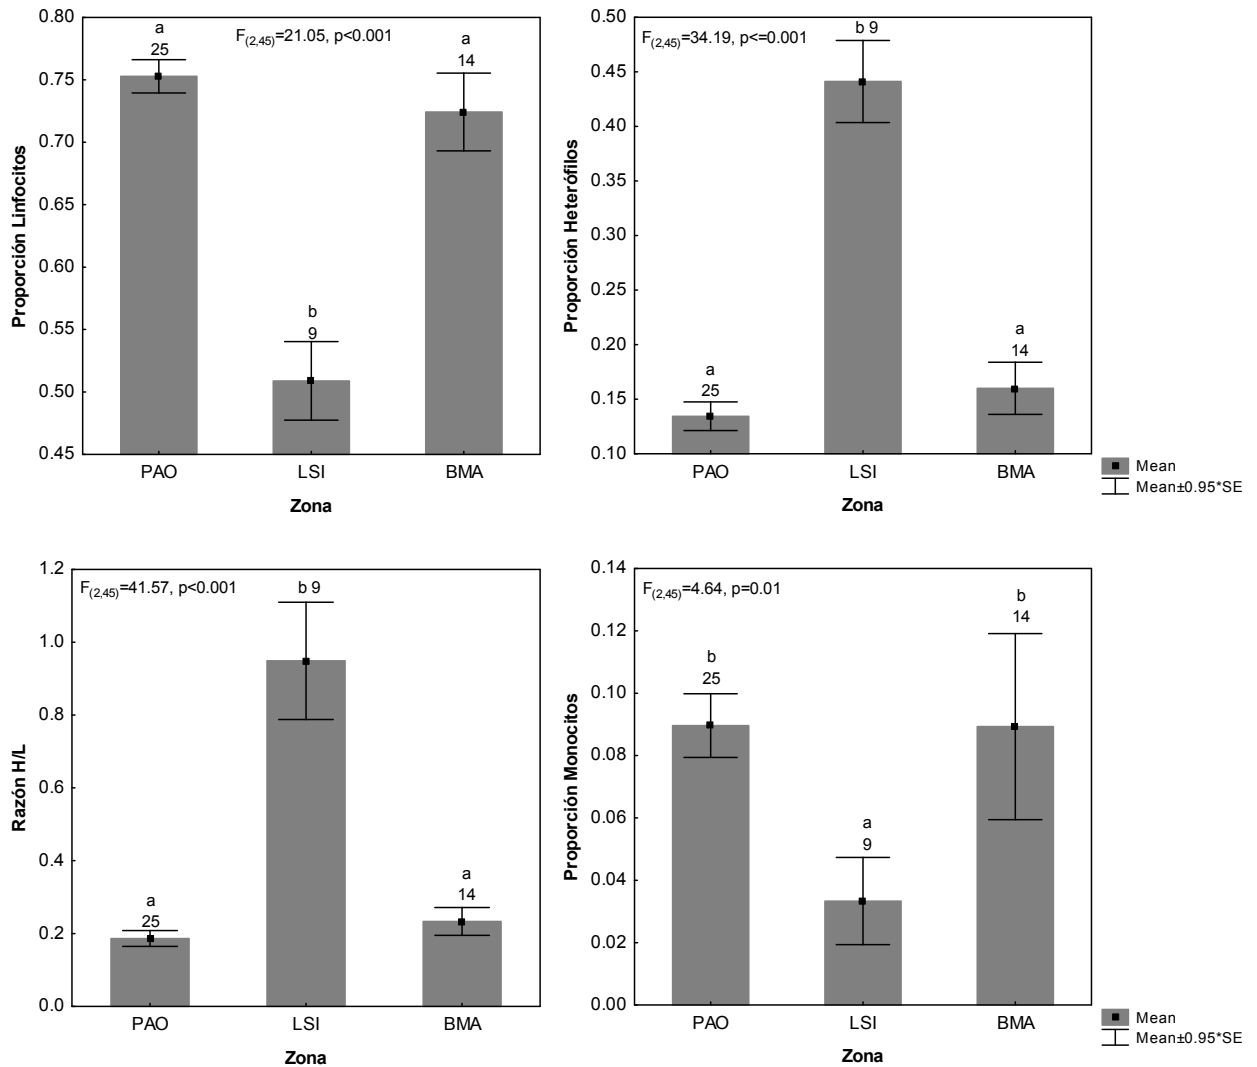 a
25
F(2,45)=21.05, p<0.001
a
14
b
9
0.80
0.75
0.70
0.65
0.60
0.55
0.50
0.45
Proporción Linfocitos
PAO LSI BMA
Zona
F(2,45)=34.19, p<=0.001
b 9
a
25
a
14
0.50
0.45
0.40
0.35
0.30
0.25
0.20
0.15
0.10
Proporción Heterófilos
PAO LSI BMA
Zona
Mean
Mean±0.95*SE
F(2,45)=41.57, p<0.001
b 9
a
25
a
14
1.2
1.0
0.8
0.6
0.4
0.2
0.0
Razón H/L
PAO LSI BMA
Zona
F(2,45)=4.64, p=0.01
b
25
a
9
b
14
0.14
0.12
0.10
0.08
0.06
0.04
0.02
0.00
Proporción Monocitos
PAO LSI BMA
Zona
Mean
Mean±0.95*SE